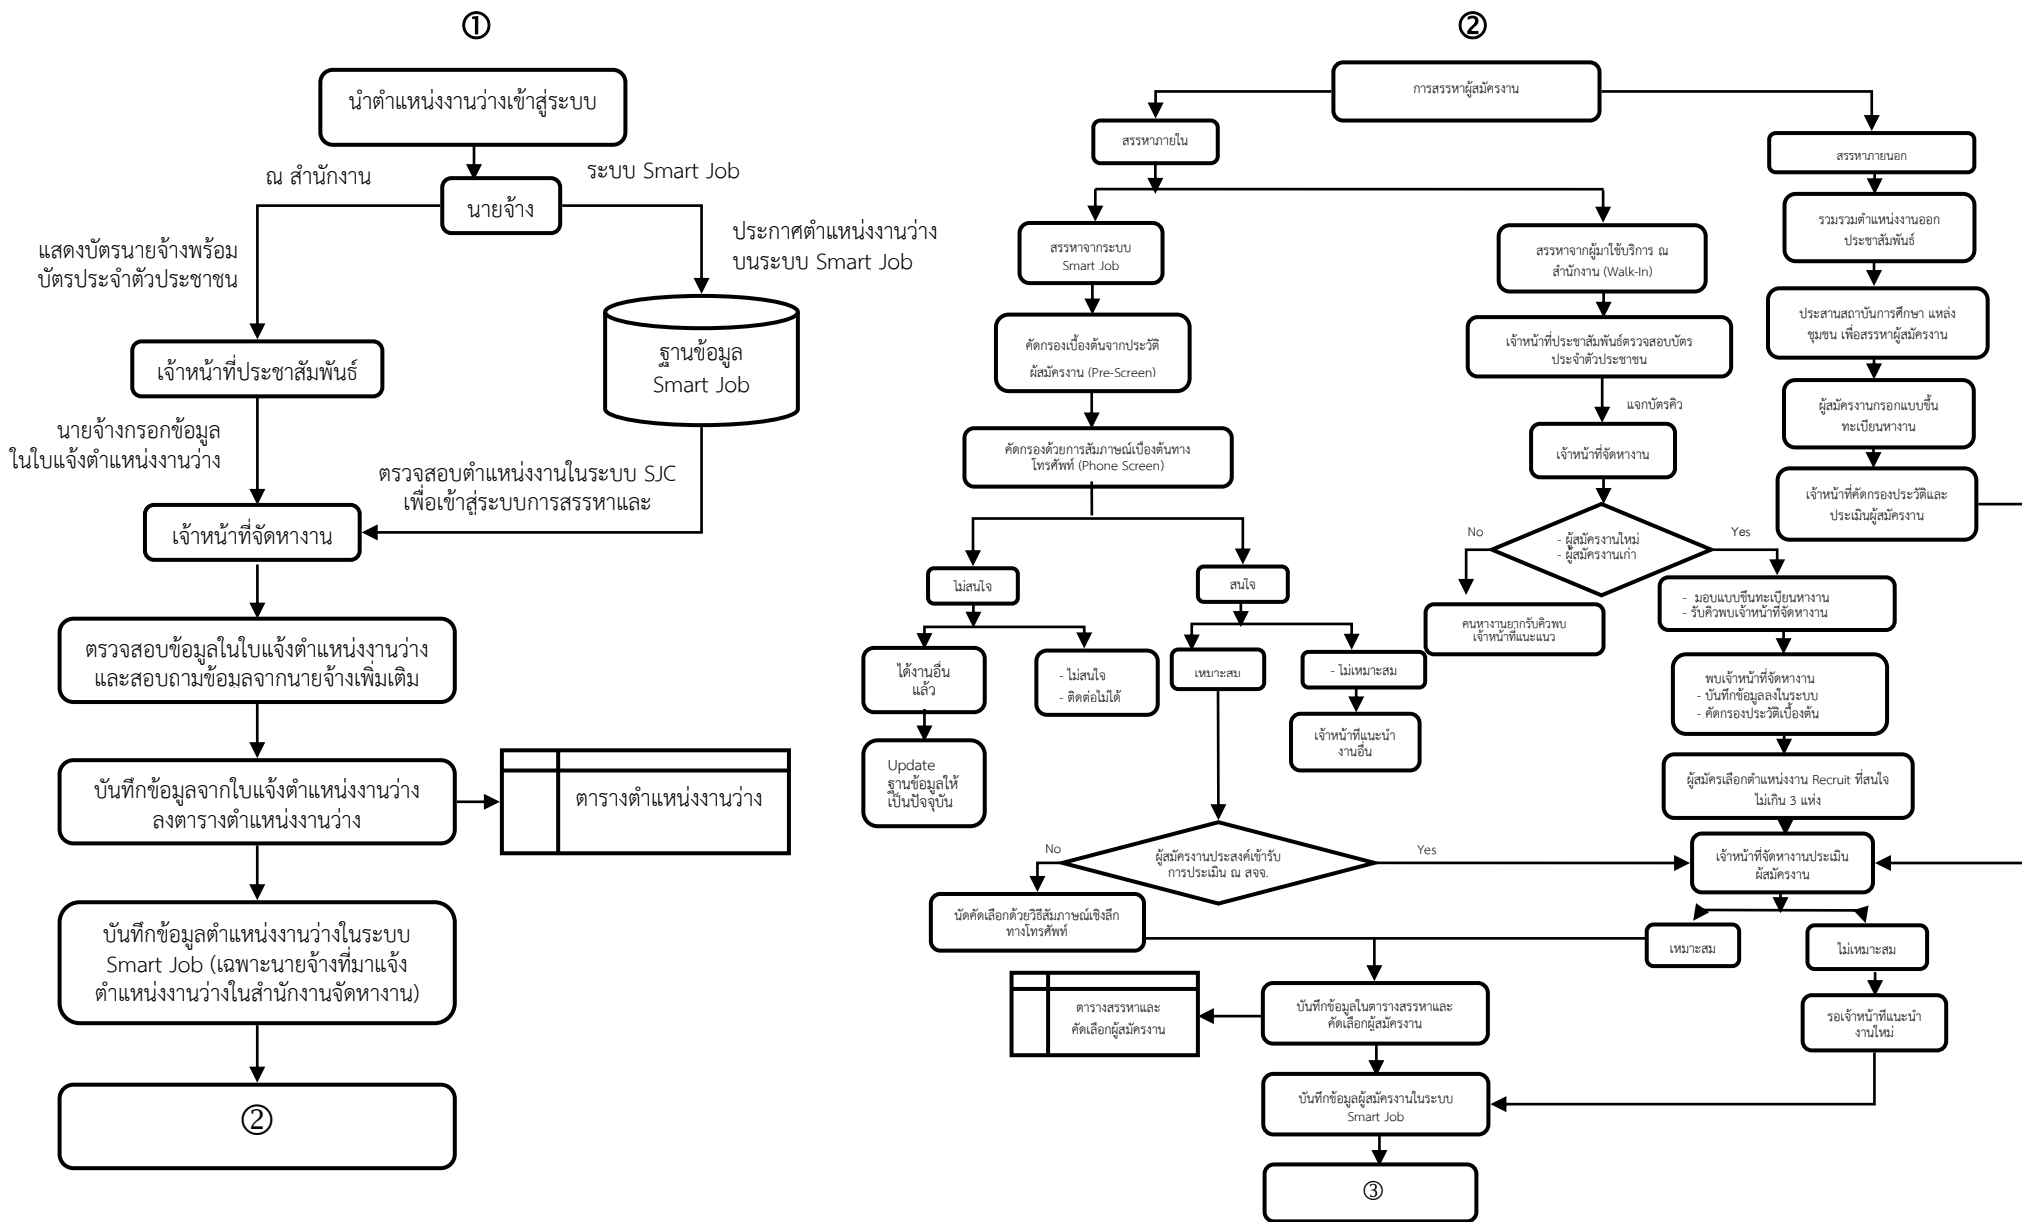 ①
นำตำแหน่งงานว่างเข้าสู่ระบบ
ณ สำนักงาน
ระบบ Smart Job
นายจ้าง
แสดงบัตรนายจ้างพร้อม
บัตรประจำตัวประชาชน
ประกาศตำแหน่งงานว่าง
บนระบบ Smart Job
เจ้าหน้าที่ประชาสัมพันธ์
ฐานข้อมูล
Smart Job
นายจ้างกรอกข้อมูล
ในใบแจ้งตำแหน่งงานว่าง
ตรวจสอบตำแหน่งงานในระบบ SJC
เพื่อเข้าสู่ระบบการสรรหาและ
เจ้าหน้าที่จัดหางาน
ตรวจสอบข้อมูลในใบแจ้งตำแหน่งงานว่าง
และสอบถามข้อมูลจากนายจ้างเพิ่มเติม
บันทึกข้อมูลจากใบแจ้งตำแหน่งงานว่าง
ลงตารางตำแหน่งงานว่าง
ตารางตำแหน่งงานว่าง
บันทึกข้อมูลตำแหน่งงานว่างในระบบ
Smart Job (เฉพาะนายจ้างที่มาแจ้ง
ตำแหน่งงานว่างในสำนักงานจัดหางาน)
②
②
การสรรหาผู้สมัครงาน
สรรหาภายใน
สรรหาภายนอก
สรรหาจากระบบ
Smart Job
สรรหาจากผู้มาใช้บริการ ณ
สำนักงาน (Walk-In)
รวมรวมตำแหน่งงานออก
ประชาสัมพันธ์
คัดกรองเบื้องต้นจากประวัติ
ผู้สมัครงาน (Pre-Screen)
เจ้าหน้าที่ประชาสัมพันธ์ตรวจสอบบัตร
ประจำตัวประชาชน
ประสานสถาบันการศึกษา แหล่ง
ชุมชน เพื่อสรรหาผู้สมัครงาน
แจกบัตรคิว
ผู้สมัครงานกรอกแบบขึ้น
ทะเบียนหางาน
คัดกรองด้วยการสัมภาษณ์เบื้องต้นทาง
โทรศัพท์ (Phone Screen)
เจ้าหน้าที่จัดหางาน
เจ้าหน้าที่คัดกรองประวัติและ
ประเมินผู้สมัครงาน
No
- ผู้สมัครงานใหม่
- ผู้สมัครงานเก่า
Yes
ไม่สนใจ
สนใจ
คนหางานยากรับคิวพบ
เจ้าหน้าที่แนะแนว
- มอบแบบขึ้นทะเบียนหางาน
- รับคิวพบเจ้าหน้าที่จัดหางาน
ได้งานอื่น
แล้ว
- ไม่สนใจ
- ติดต่อไม่ได้
เหมาะสม
- ไม่เหมาะสม
พบเจ้าหน้าที่จัดหางาน
- บันทึกข้อมูลลงในระบบ
- คัดกรองประวัติเบื้องต้น
Update
ฐานข้อมูลให้
เป็นปัจจุบัน
เจ้าหน้าที่แนะนำ
งานอื่น
ผู้สมัครเลือกตำแหน่งงาน Recruit ที่สนใจ
ไม่เกิน 3 แห่ง
No
ผู้สมัครงานประสงค์เข้ารับ
การประเมิน ณ สจจ.
Yes
เจ้าหน้าที่จัดหางานประเมิน
ผู้สมัครงาน
นัดคัดเลือกด้วยวิธีสัมภาษณ์เชิงลึก
ทางโทรศัพท์
เหมาะสม
ไม่เหมาะสม
ตารางสรรหาและ
คัดเลือกผู้สมัครงาน
บันทึกข้อมูลในตารางสรรหาและ
คัดเลือกผู้สมัครงาน
รอเจ้าหน้าที่แนะนำ
งานใหม่
บันทึกข้อมูลผู้สมัครงานในระบบ
Smart Job
③